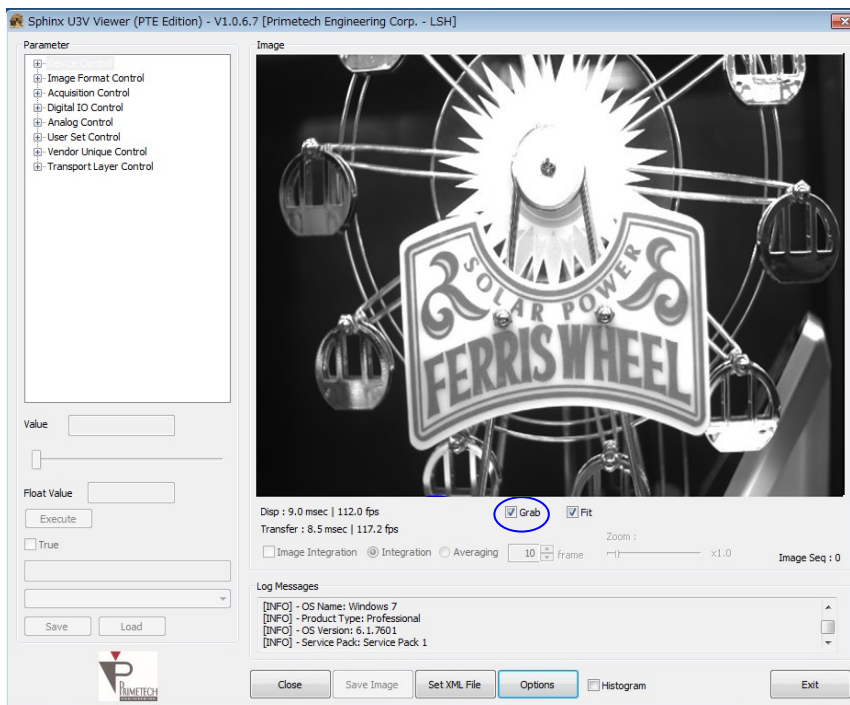 Sphinx U3V Viewer (PTE Edition) - V1.0.6.7 [Primetech Engineering Corp. - LSH]
Parameter
Device Control
Image Format Control
Acquisition Control
Digital IO Control
Analog Control
User Set Control
Vendor Unique Control
Transport Layer Control
Value
Float Value
Execute
True
Save
Load
PRIMETECH
ENGINEERING
Image
SOLAR POWER
FERRIS WHEEL
Disp : 9.0 msec | 112.0 fps
Grab
Fit
Transfer : 8.5 msec | 117.2 fps
Zoom :
Image Integration
Integration
Averaging
10
frame
x1.0
Image Seq : 0
Log Messages
[INFO] - OS Name: Windows 7
[INFO] - Product Type: Professional
[INFO] - OS Version: 6.1.7601
[INFO] - Service Pack: Service Pack 1
Close
Save Image
Set XML File
Options
Histogram
Exit